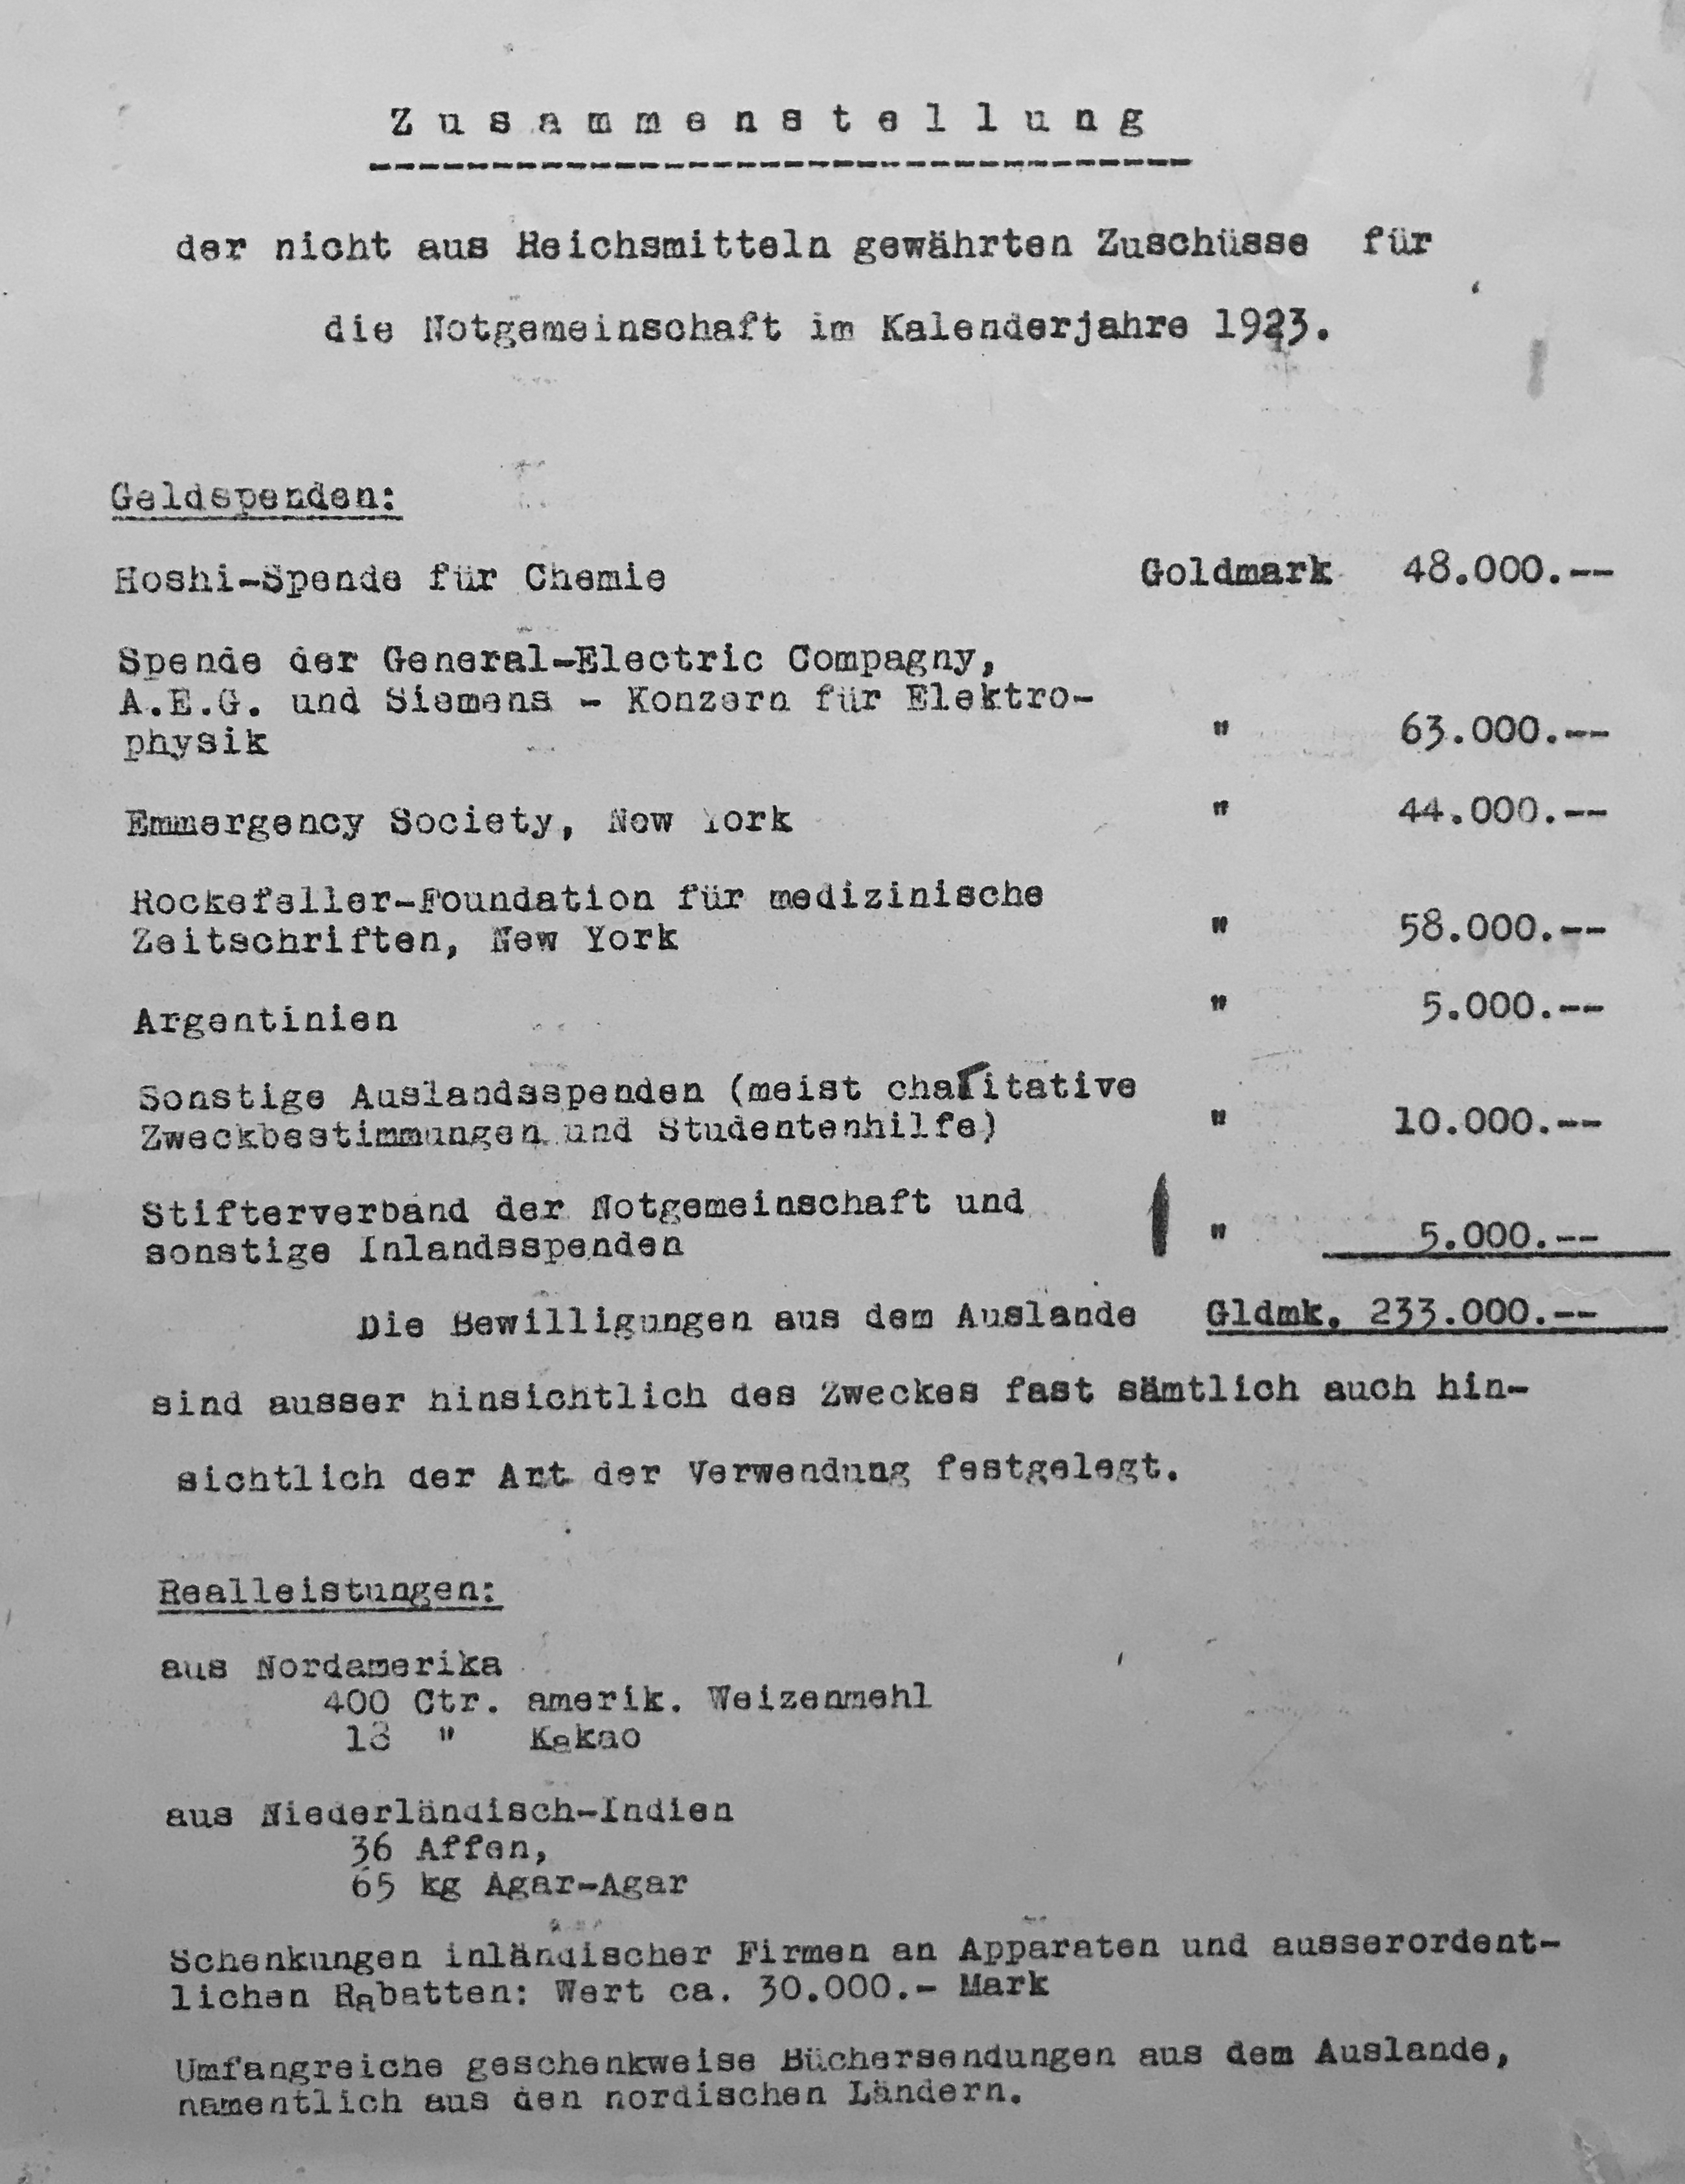 Zusammenstellung
der nicht aus Reichsmitteln gewährten Zuschüsse für
die Notgemeinschaft im Kalenderjahre 1923.
Geldspenden:
Hoshi-Spende für Chemie Goldmark 48.000.--
Spende der General-Electric Compagny,
A.E.G. und Siemens - Konzern für Elektro-
physik " 63.000.--
Emmergency Society, New York " 44.000.--
Rockefeller-Foundation für medizinische
Zeitschriften, New York " 58.000.--
Argentinien " 5.000.--
Sonstige Auslandsspenden (meist charitative
Zweckbestimmungen und Studentenhilfe) " 10.000.--
Stifterverband der Notgemeinschaft und
sonstige Inlandsspenden " 5.000.--
Die Bewilligungen aus dem Auslande Gldmk. 233.000.--
sind ausser hinsichtlich des Zweckes fast sämtlich auch hin-
sichtlich der Art der Verwendung festgelegt.
Realleistungen:
aus Nordamerika
400 Ctr. amerik. Weizenmehl
" Kakao
aus Niederländisch-Indien
36 Affen,
65 kg Agar-Agar
Schenkungen inländischer Firmen an Apparaten und ausserordent-
lichen Rabatten: Wert ca. 30.000.- Mark
Umfangreiche geschenkweise Büchersendungen aus dem Auslande,
namentlich aus den nordischen Ländern.